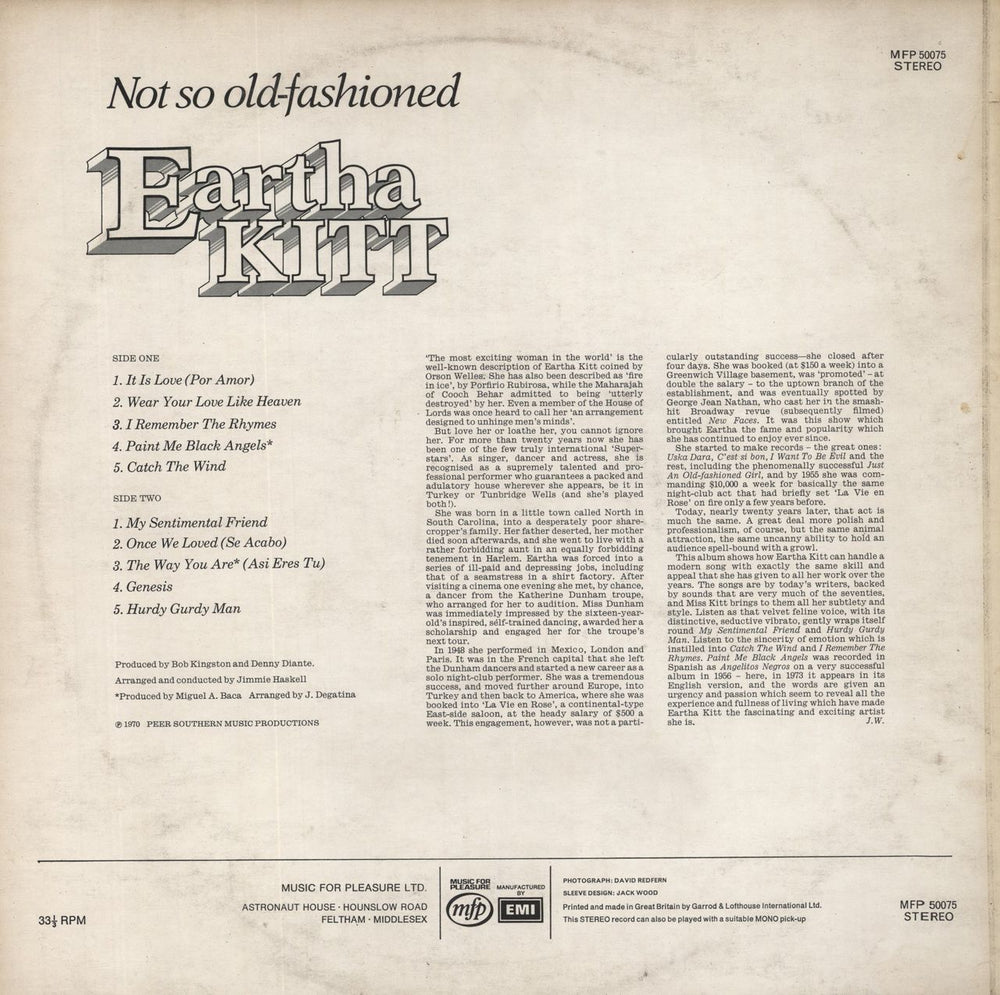 MFP 50075
STEREO
Not so old-fashioned
Eartha
KITT
SIDE ONE
1. It Is Love (Por Amor)
2. Wear Your Love Like Heaven
3. I Remember The Rhymes
4. Paint Me Black Angels*
5. Catch The Wind
SIDE TWO
1. My Sentimental Friend
2. Once We Loved (Se Acabo)
3. The Way You Are* (Asi Eres Tu)
4. Genesis
5. Hurdy Gurdy Man
Produced by Bob Kingston and Denny Diante.
Arranged and conducted by Jimmie Haskell
*Produced by Miguel A. Baca Arranged by J. Degatina
℗ 1970 PEER SOUTHERN MUSIC PRODUCTIONS
'The most exciting woman in the world' is the
well-known description of Eartha Kitt coined by
Orson Welles. She has also been described as 'fire
in ice', by Porfirio Rubirosa, while the Maharajah
of Cooch Behar admitted to being 'utterly
destroyed' by her. Even a member of the House of
Lords was once heard to call her 'an arrangement
designed to unhinge men's minds'.
But love her or loathe her, you cannot ignore
her. For more than twenty years now she has
been one of the few truly international 'Super-
stars'. As singer, dancer and actress, she is
recognised as a supremely talented and pro-
fessional performer who guarantees a packed and
adulatory house wherever she appears, be it in
Turkey or Tunbridge Wells (and she's played
both!).
She was born in a little town called North in
South Carolina, into a desperately poor share-
cropper's family. Her father deserted, her mother
died soon afterwards, and she went to live with a
rather forbidding aunt in an equally forbidding
tenement in Harlem. Eartha was forced into a
series of ill-paid and depressing jobs, including
that of a seamstress in a shirt factory. After
visiting a cinema one evening she met, by chance,
a dancer from the Katherine Dunham troupe,
who arranged for her to audition. Miss Dunham
was immediately impressed by the sixteen-year-
old's inspired, self-trained dancing, awarded her a
scholarship and engaged her for the troupe's
next tour.
In 1948 she performed in Mexico, London and
Paris. It was in the French capital that she left
the Dunham dancers and started a new career as a
solo night-club performer. She was a tremendous
success, and moved further around Europe, into
Turkey and then back to America, where she was
booked into 'La Vie en Rose', a continental-type
East-side saloon, at the heady salary of $500 a
week. This engagement, however, was not a parti-
cularly outstanding success—she closed after
four days. She was booked (at $150 a week) into a
Greenwich Village basement, was 'promoted' – at
double the salary – to the uptown branch of the
establishment, and was eventually spotted by
George Jean Nathan, who cast her in the smash-
hit Broadway revue (subsequently filmed)
entitled New Faces. It was this show which
brought Eartha the fame and popularity which
she has continued to enjoy ever since.
She started to make records – the great ones:
Uska Dara, C'est si bon, I Want To Be Evil and the
rest, including the phenomenally successful Just
An Old-fashioned Girl, and by 1955 she was com-
manding $10,000 a week for basically the same
night-club act that had briefly set 'La Vie en
Rose' on fire only a few years before.
Today, nearly twenty years later, that act is
much the same. A great deal more polish and
professionalism, of course, but the same animal
attraction, the same uncanny ability to hold an
audience spell-bound with a growl.
This album shows how Eartha Kitt can handle a
modern song with exactly the same skill and
appeal that she has given to all her work over the
years. The songs are by today's writers, backed
by sounds that are very much of the seventies,
and Miss Kitt brings to them all her subtlety and
style. Listen as that velvet feline voice, with its
distinctive, seductive vibrato, gently wraps itself
round My Sentimental Friend and Hurdy Gurdy
Man. Listen to the sincerity of emotion which is
instilled into Catch The Wind and I Remember The
Rhymes. Paint Me Black Angels was recorded in
Spanish as Angelitos Negros on a very successful
album in 1956 – here, in 1973 it appears in its
English version, and the words are given an
urgency and passion which seem to reveal all the
experience and fullness of living which have made
Eartha Kitt the fascinating and exciting artist
she is. J.W.
33⅓ RPM
MUSIC FOR PLEASURE LTD.
ASTRONAUT HOUSE · HOUNSLOW ROAD
FELTHAM · MIDDLESEX
MUSIC FOR
PLEASURE
mfp
MANUFACTURED
BY
EMI
PHOTOGRAPH: DAVID REDFERN
SLEEVE DESIGN: JACK WOOD
Printed and made in Great Britain by Garrod & Lofthouse International Ltd.
This STEREO record can also be played with a suitable MONO pick-up
MFP 50075
STEREO